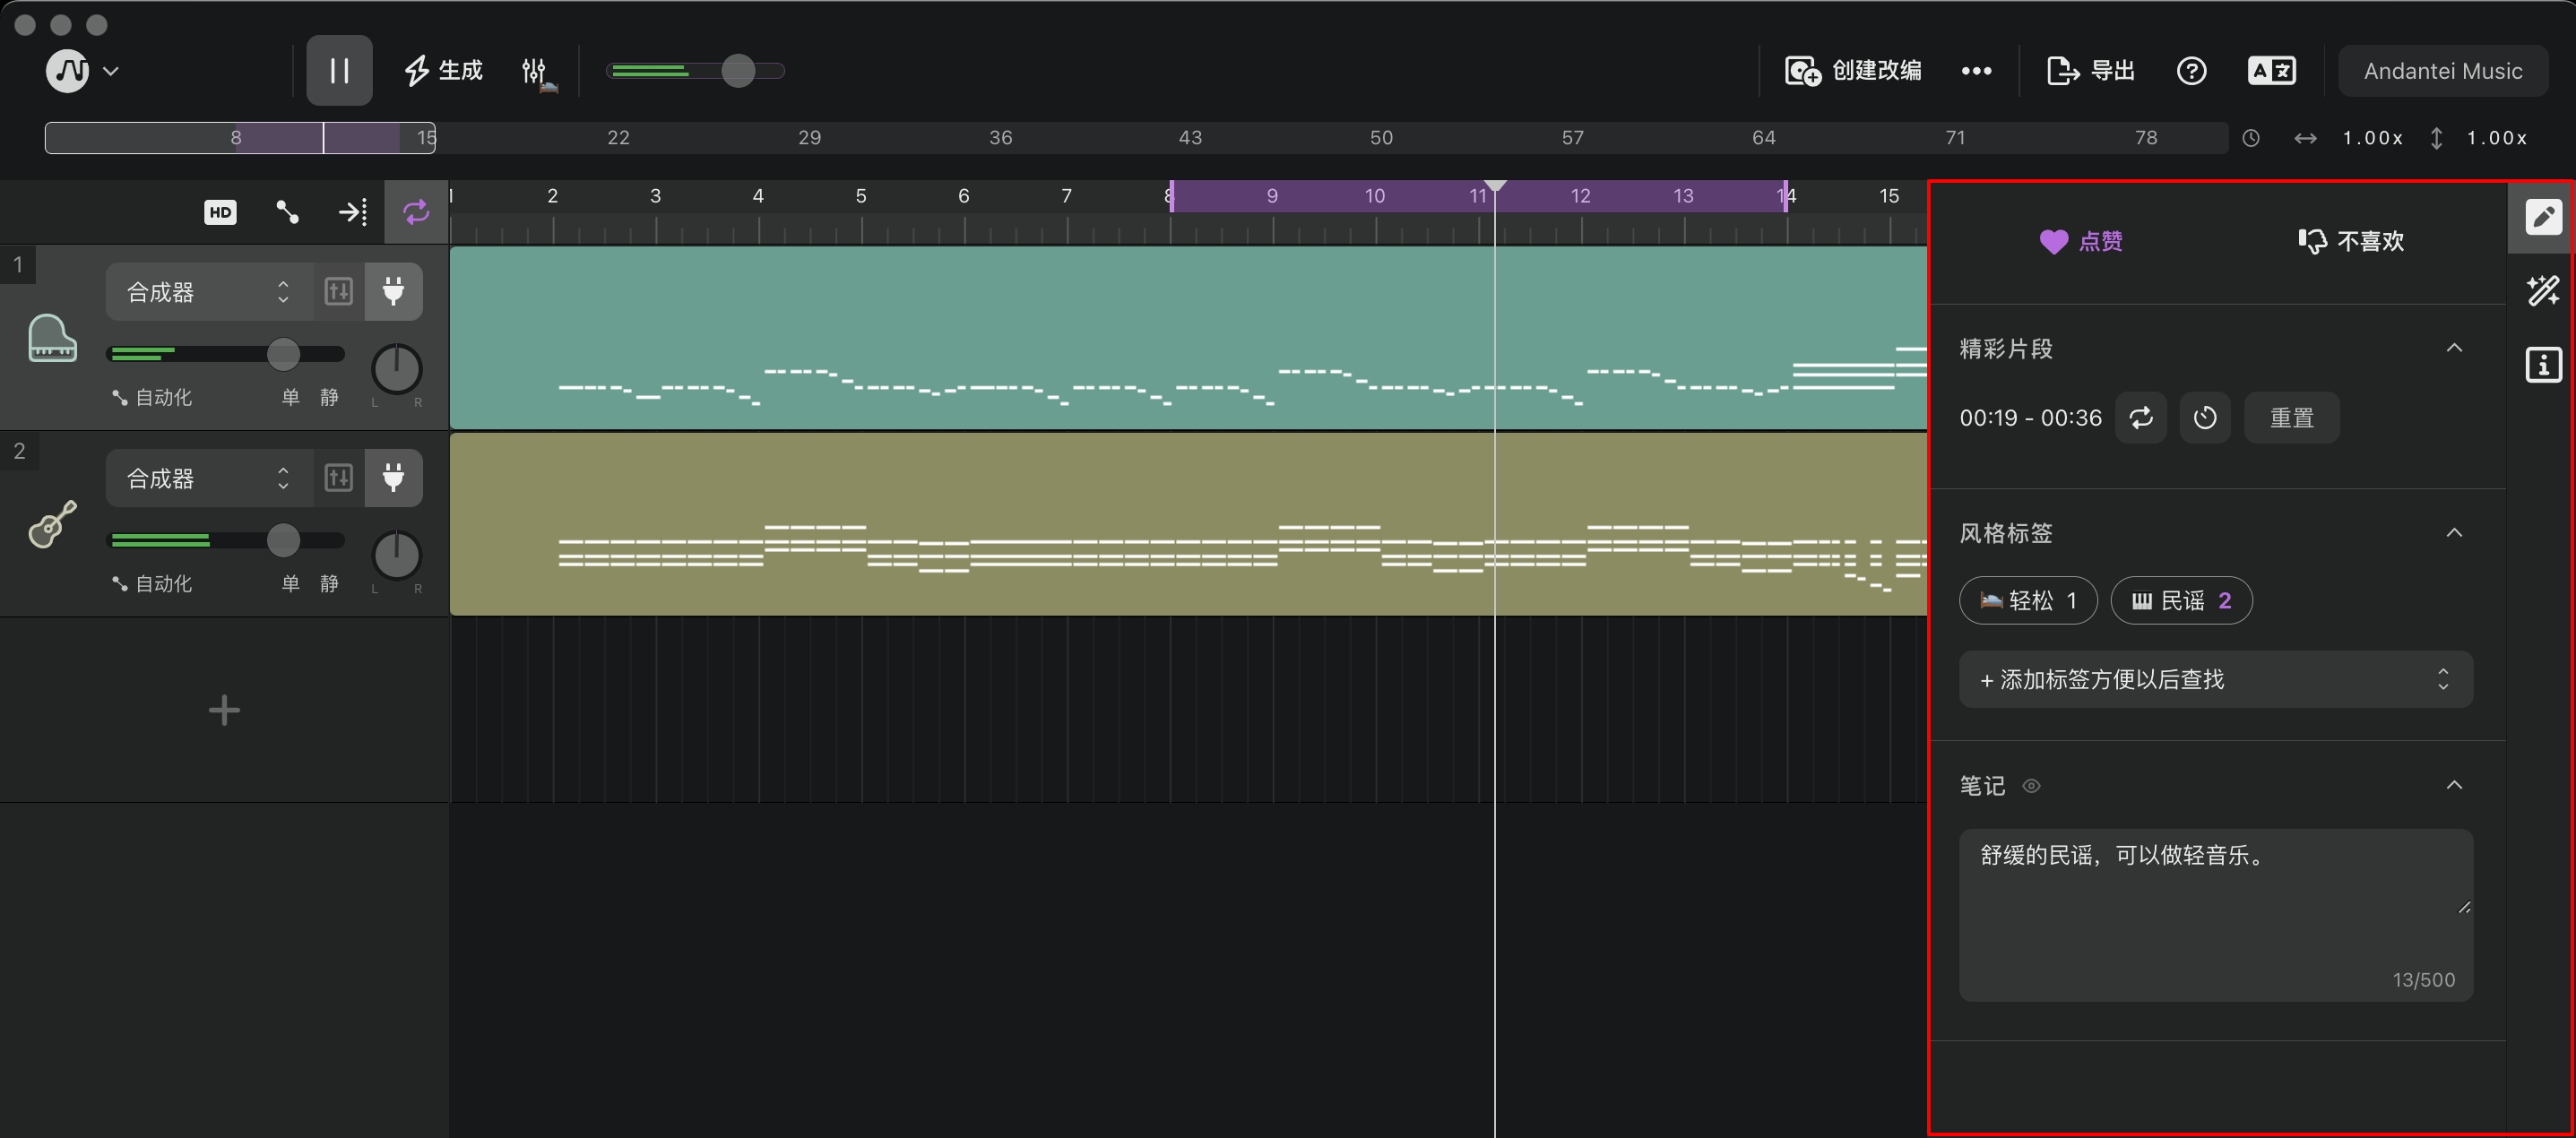 生成
创建改编
导出
A 文
Andantei Music
8 15 22 29 36 43 50 57 64 71 78
1.00x 1.00x
HD
1 2 3 4 5 6 7 8 9 10 11 12 13 14 15
点赞 不喜欢
1
合成器
自动化 单 静 L R
精彩片段
00:19 - 00:36 重置
2
合成器
自动化 单 静 L R
风格标签
轻松 1 民谣 2
+ 添加标签方便以后查找
笔记
舒缓的民谣，可以做轻音乐。
13/500